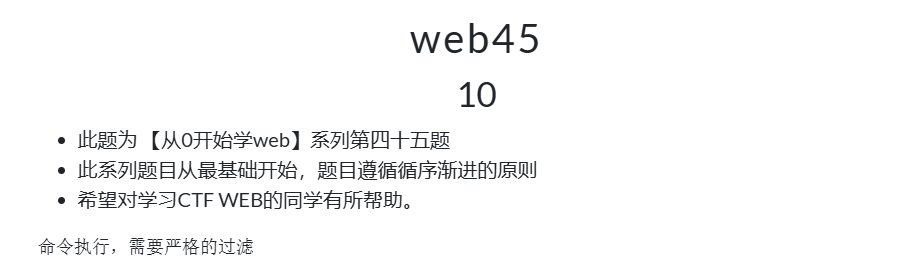 web45
10
此题为 【从0开始学web】系列第四十五题
此系列题目从最基础开始，题目遵循循序渐进的原则
希望对学习CTF WEB的同学有所帮助。
命令执行，需要严格的过滤